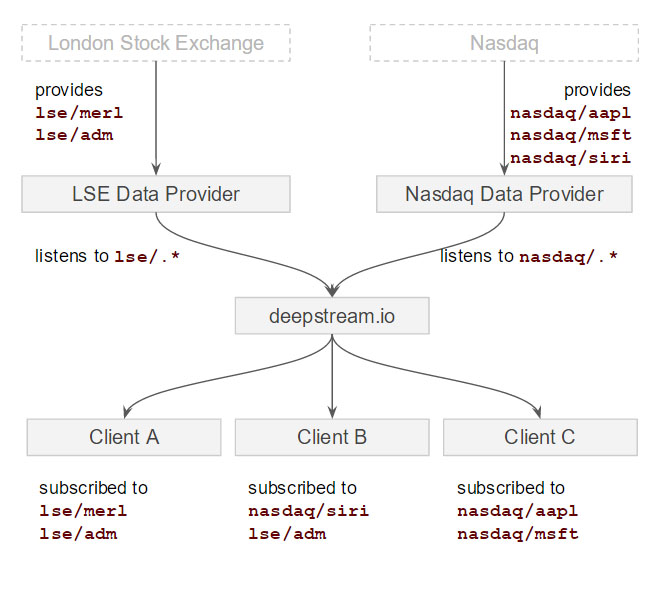 London Stock Exchange
Nasdaq
provides
lse/merl
lse/adm
provides
nasdaq/aapl
nasdaq/msft
nasdaq/siri
LSE Data Provider
Nasdaq Data Provider
listens to lse/.*
listens to nasdaq/.*
deepstream.io
Client A
Client B
Client C
subscribed to
lse/merl
lse/adm
subscribed to
nasdaq/siri
lse/adm
subscribed to
nasdaq/aapl
nasdaq/msft